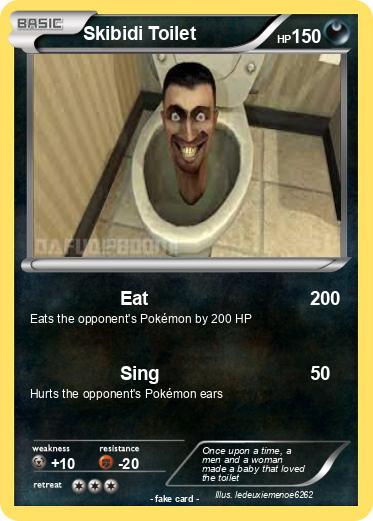 BASIC
Skibidi Toilet
HP150
DAFUQ!?BOOM!
Eat 200
Eats the opponent's Pokémon by 200 HP
Sing 50
Hurts the opponent's Pokémon ears
weakness resistance
+10 -20
retreat
Once upon a time, a
men and a woman
made a baby that loved
the toilet
- fake card - Illus. ledeuxiemenoe6262